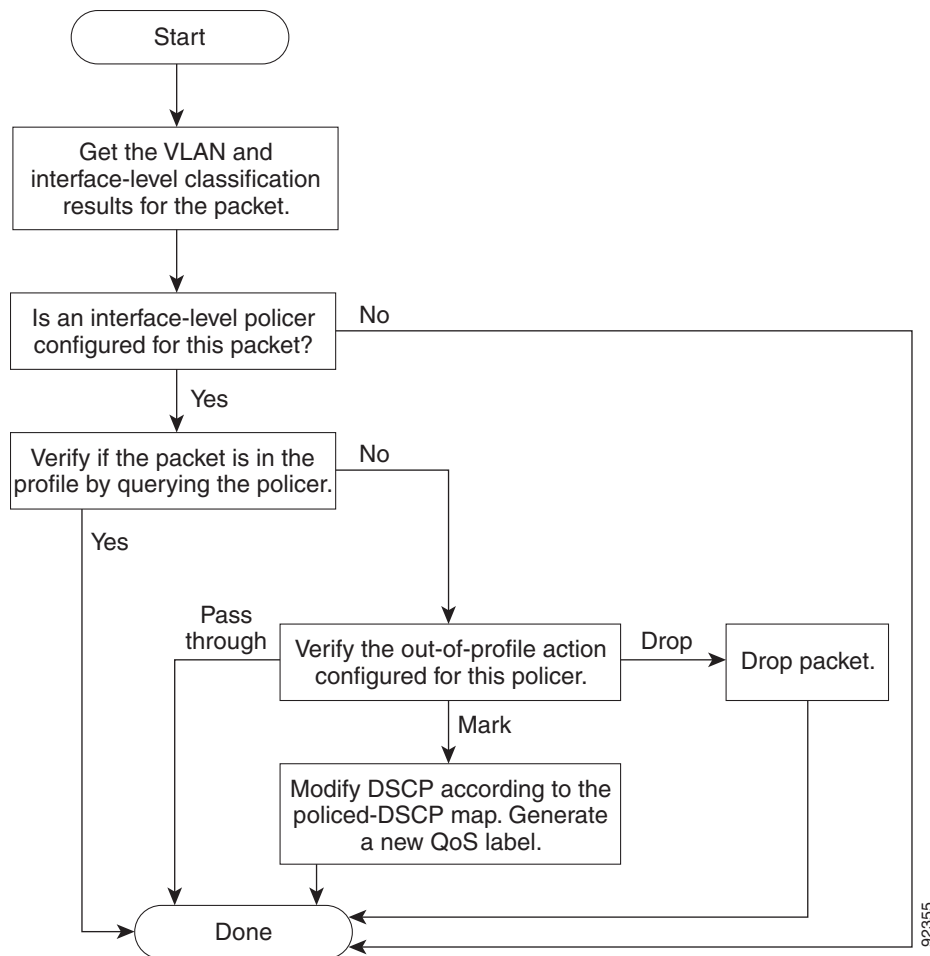 Start
Get the VLAN and
interface-level classification
results for the packet.
Is an interface-level policer
configured for this packet?
No
Yes
Verify if the packet is in the
profile by querying the policer.
No
Yes
Pass
through
Verify the out-of-profile action
configured for this policer.
Drop
Drop packet.
Mark
Modify DSCP according to the
policed-DSCP map. Generate
a new QoS label.
Done
92355